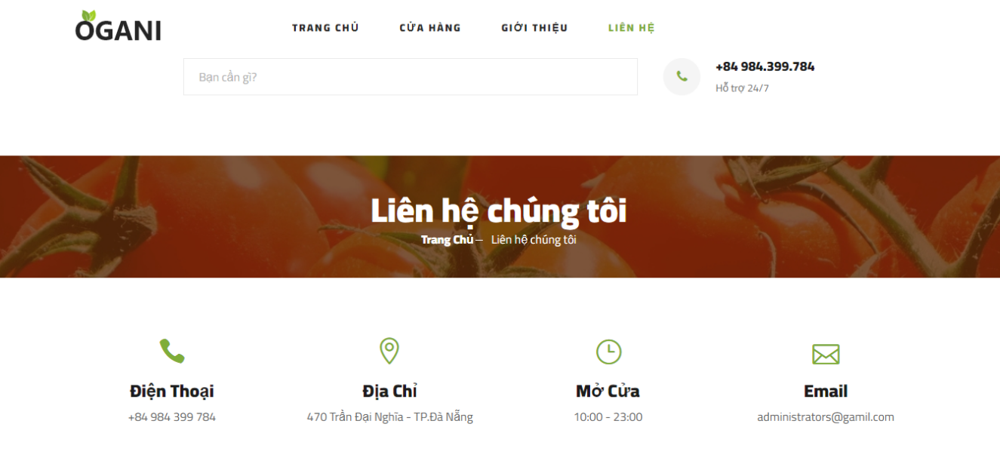 OGANI
TRANG CHỦ CỬA HÀNG GIỚI THIỆU LIÊN HỆ
Bạn cần gì?
+84 984.399.784
Hỗ trợ 24/7
Liên hệ chúng tôi
Trang Chủ – Liên hệ chúng tôi
Điện Thoại
+84 984 399 784
Địa Chỉ
470 Trần Đại Nghĩa - TP.Đà Nẵng
Mở Cửa
10:00 - 23:00
Email
administrators@gamil.com